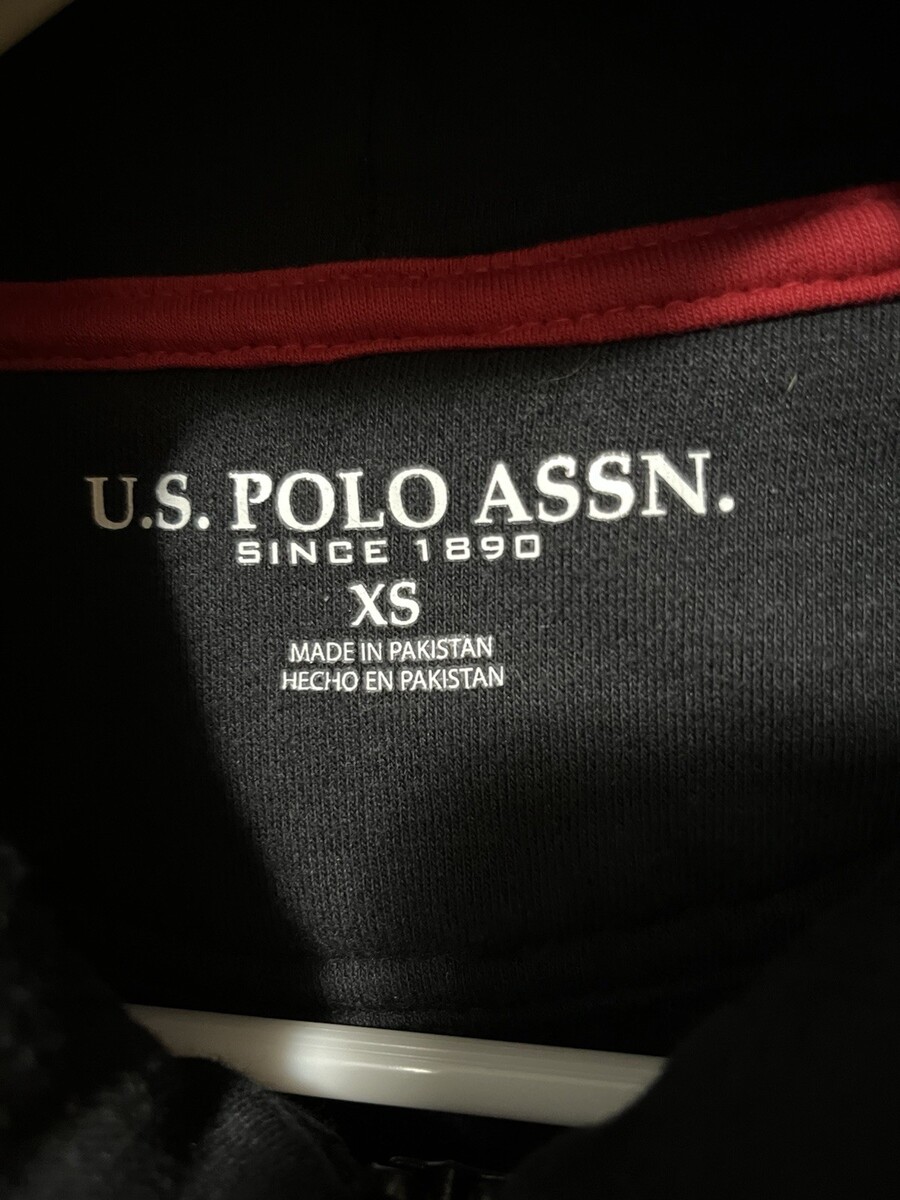 U.S. POLO ASSN.
SINCE 1890
XS
MADE IN PAKISTAN
HECHO EN PAKISTAN